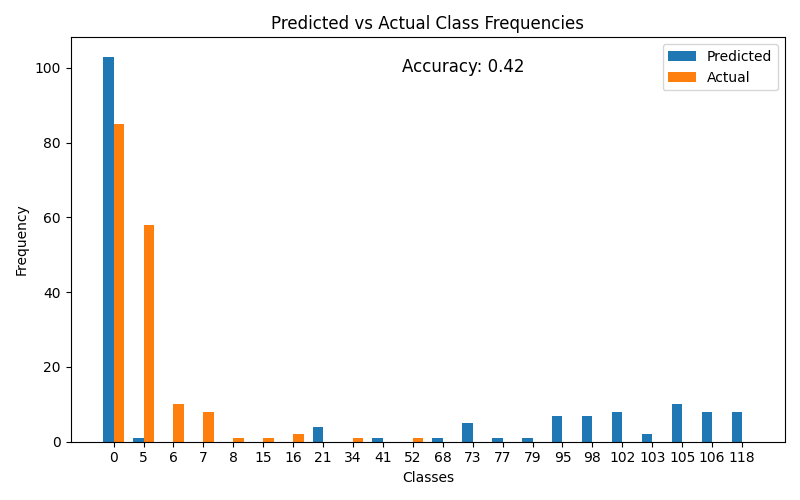 Predicted vs Actual Class Frequencies
Accuracy: 0.42
Predicted
Actual
Frequency
100
80
60
40
20
0
0 5 6 7 8 15 16 21 34 41 52 68 73 77 79 95 98 102 103 105 106 118
Classes